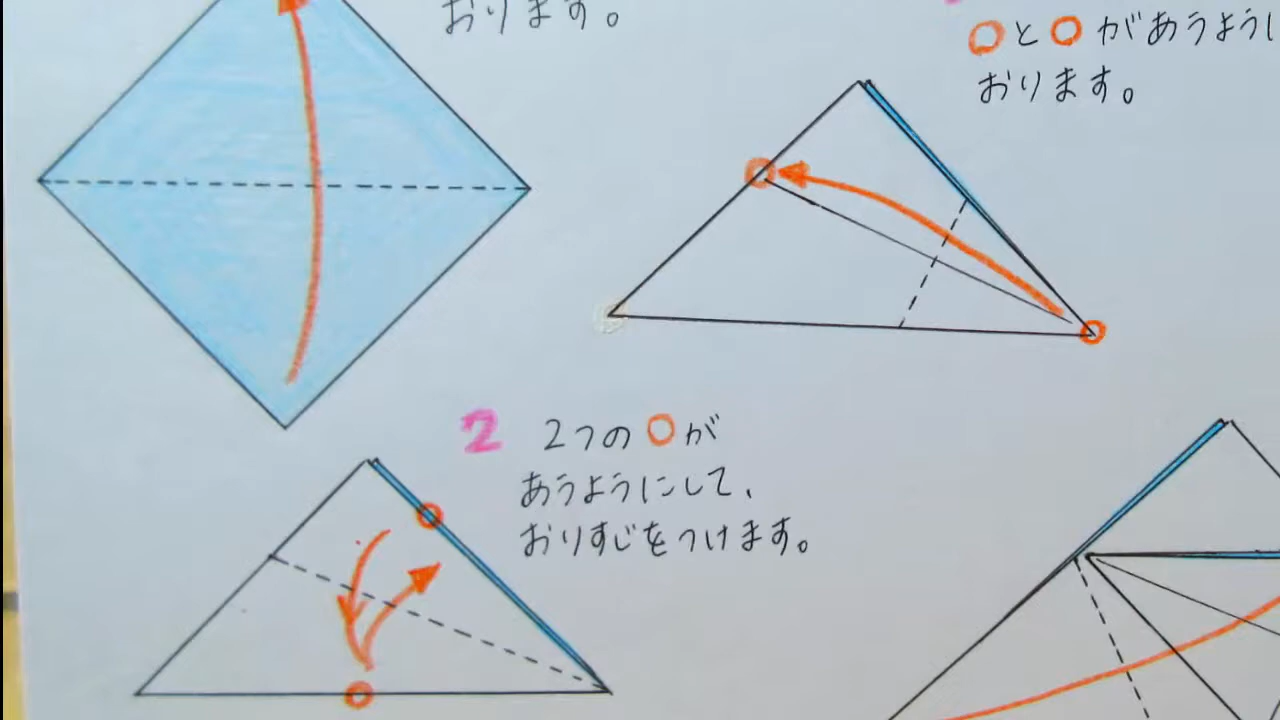 おります。
2 2つの○が
あうようにして、
おりすじをつけます。
○と○があうように
おります。